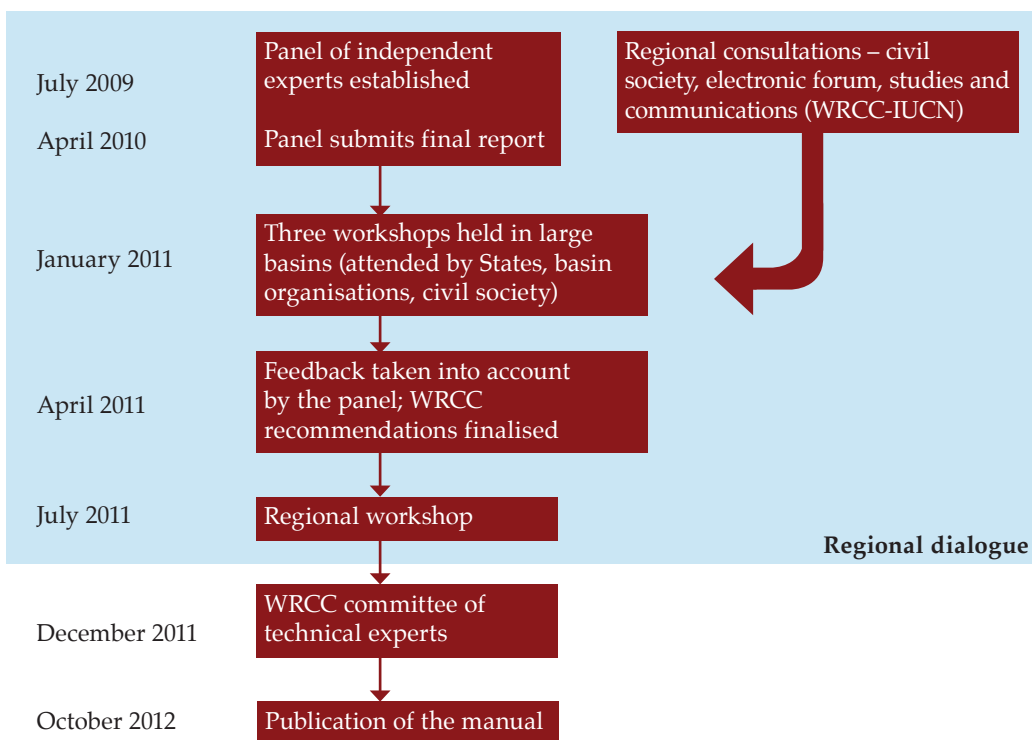 July 2009
Panel of independent
experts established
Regional consultations – civil
society, electronic forum, studies and
communications (WRCC-IUCN)
April 2010
Panel submits final report
January 2011
Three workshops held in large
basins (attended by States, basin
organisations, civil society)
April 2011
Feedback taken into account
by the panel; WRCC
recommendations finalised
July 2011
Regional workshop
Regional dialogue
December 2011
WRCC committee of
technical experts
October 2012
Publication of the manual